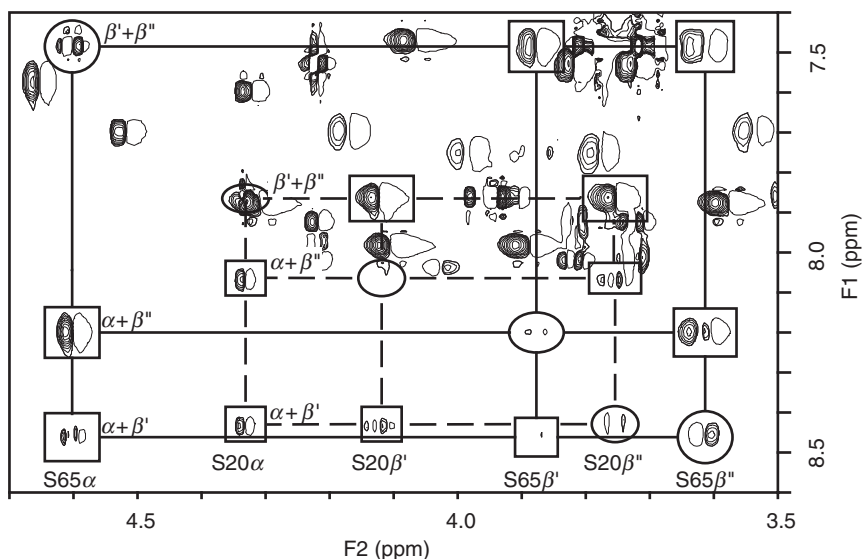 β'+β"
7.5
β'+β"
8.0
α+β"
F1 (ppm)
α+β"
α+β'
α+β'
8.5
S65α
S20α
S20β'
S65β'
S20β"
S65β"
4.5
4.0
3.5
F2 (ppm)